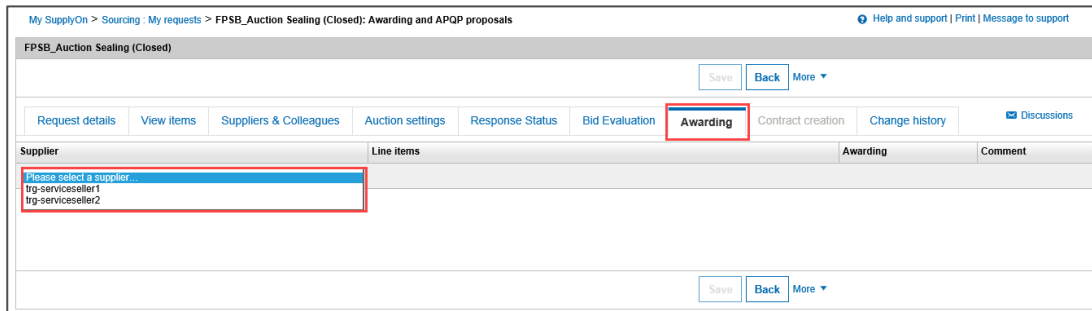 My SupplyOn > Sourcing : My requests > FPSB_Auction Sealing (Closed): Awarding and APQP proposals
Help and support | Print | Message to support
FPSB_Auction Sealing (Closed)
Save Back More
Request details View items Suppliers & Colleagues Auction settings Response Status Bid Evaluation Awarding Contract creation Change history Discussions
Supplier Line items Awarding Comment
Please select a supplier...
trg-serviceseller1
trg-serviceseller2
Save Back More